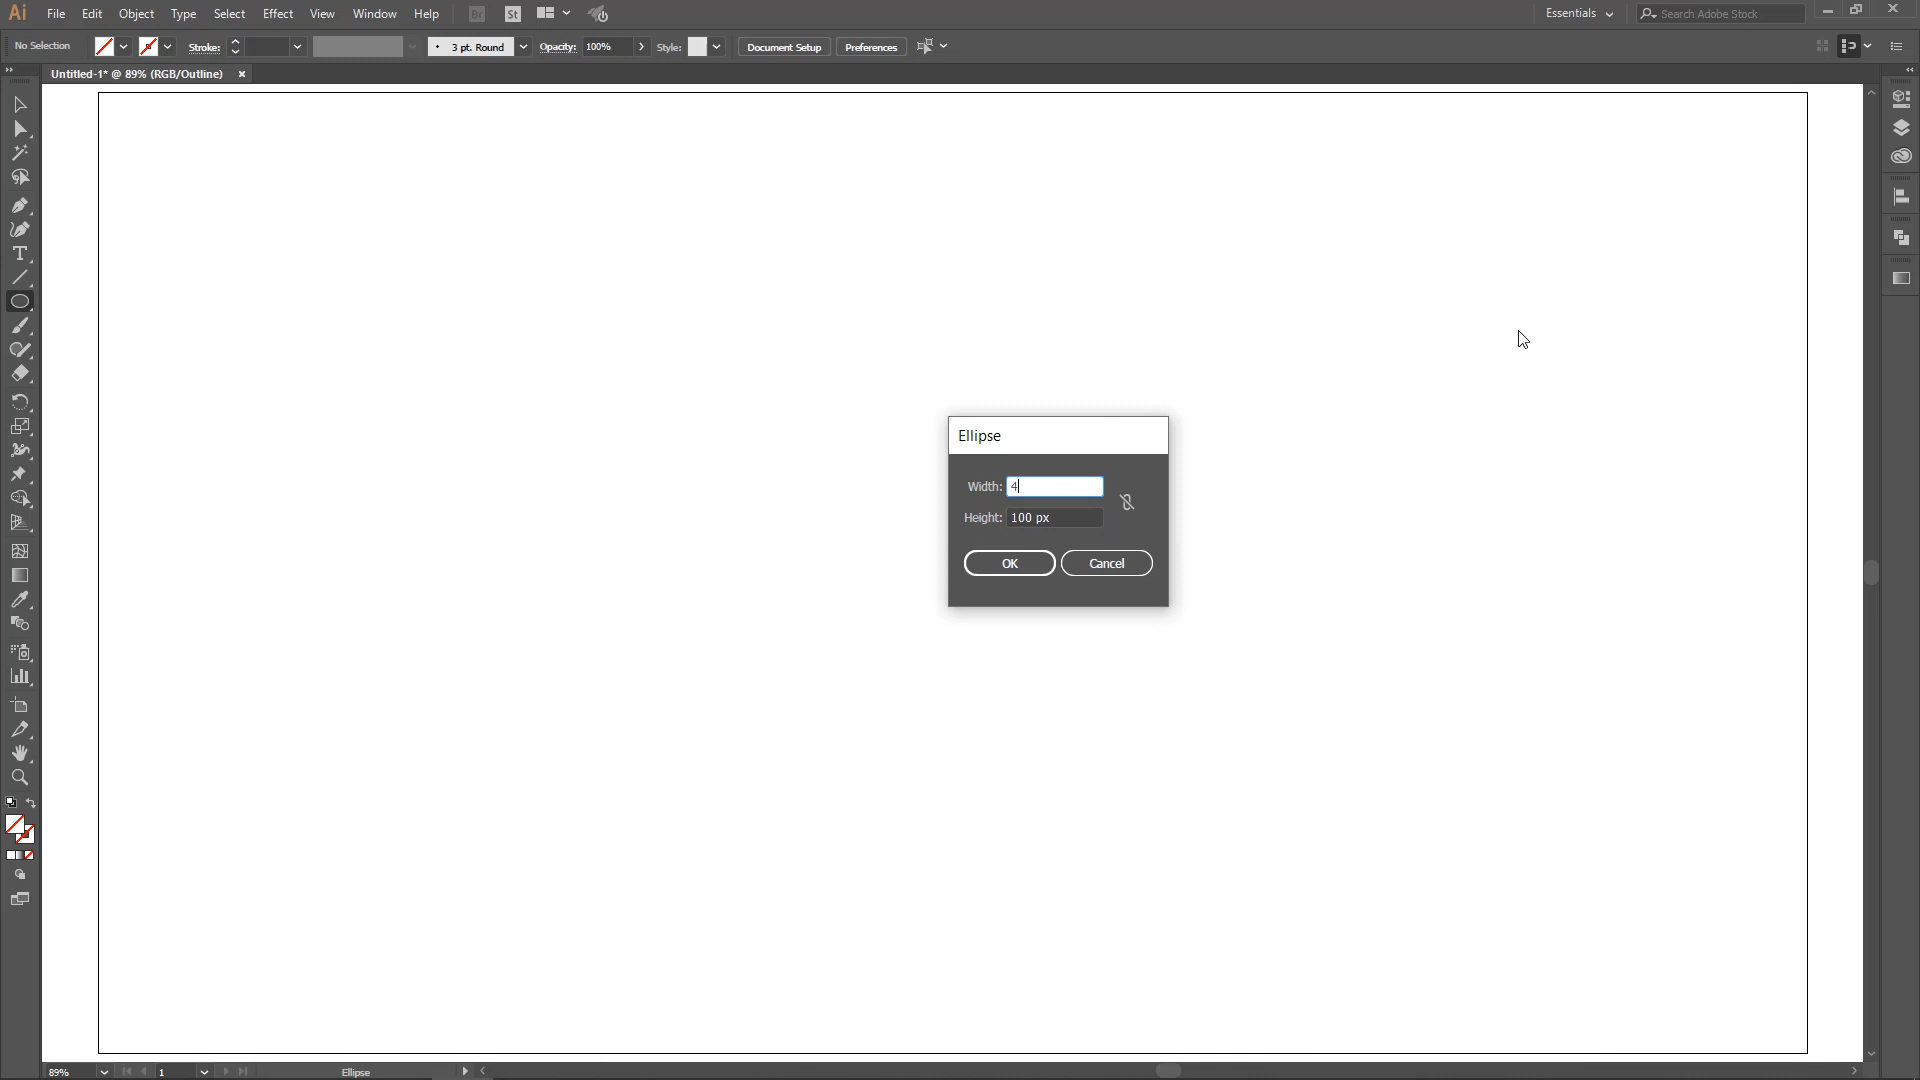 Ai File Edit Object Type Select Effect View Window Help Br St Essentials Search Adobe Stock
No Selection Stroke: 3 pt. Round Opacity: 100% Style: Document Setup Preferences
Untitled-1* @ 89% (RGB/Outline)
Ellipse
Width: 4
Height: 100 px
OK Cancel
89% 1 Ellipse